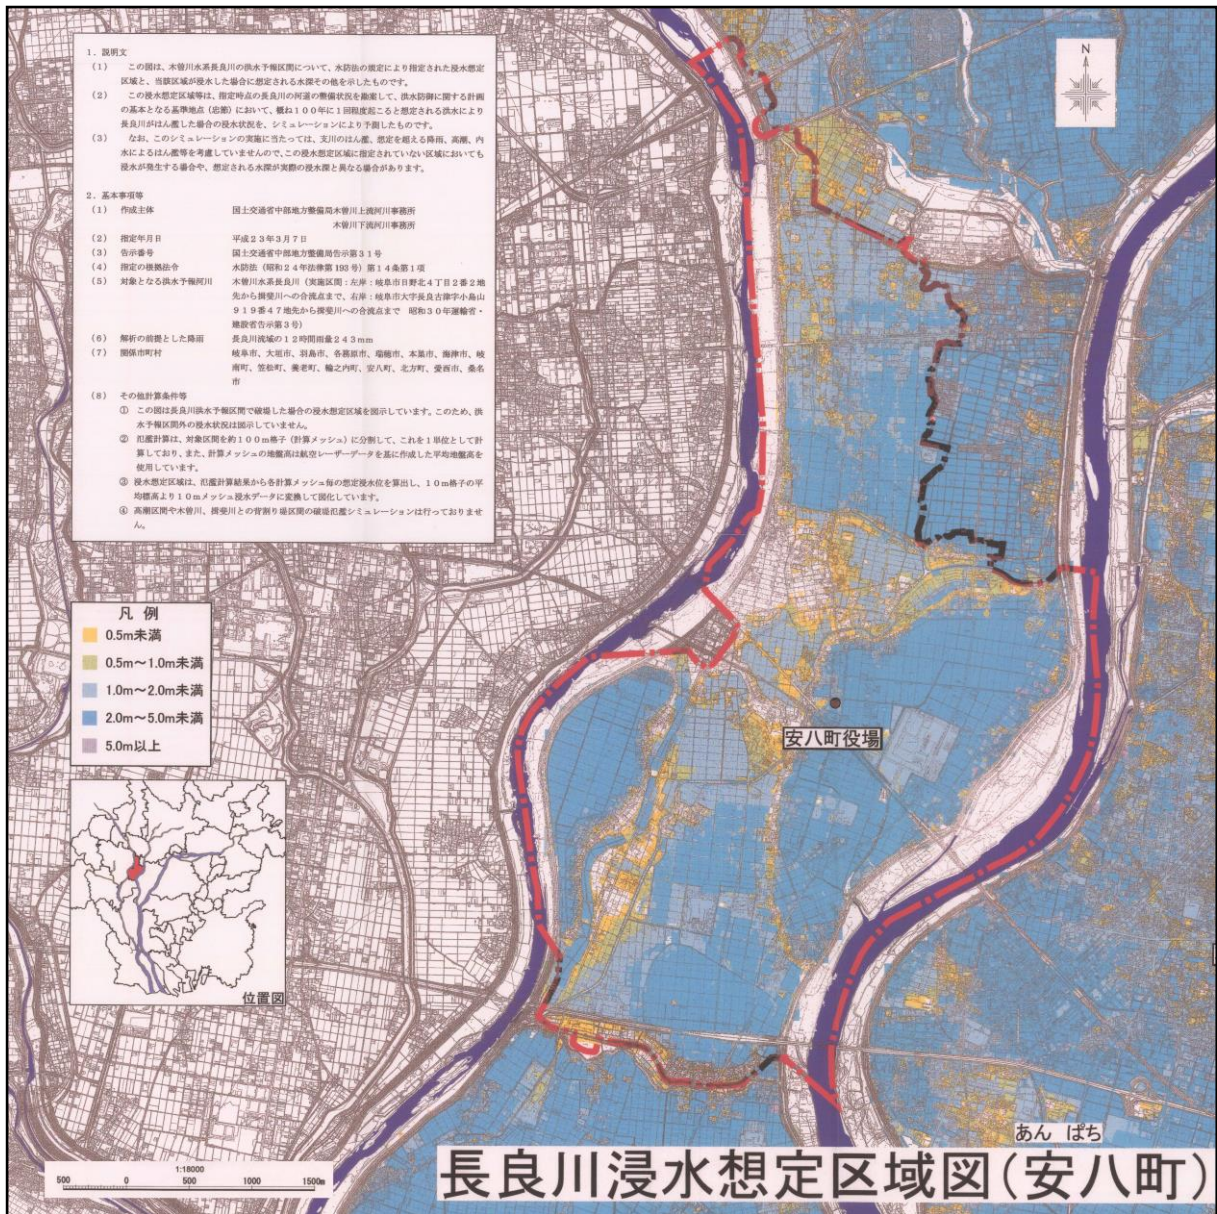 1．説明文
(1) この図は、木曽川水系長良川の洪水予報区間について、水防法の規定により指定された浸水想定
区域と、当該区域が浸水した場合に想定される水深その他を示したものです。
(2) この浸水想定区域等は、指定時点の長良川の河道の整備状況を勘案して、洪水防御に関する計画
の基本となる基準地点（忠節）において、概ね１００年に１回程度起こると想定される洪水により
長良川がはん濫した場合の浸水状況を、シミュレーションにより予測したものです。
(3) なお、このシミュレーションの実施に当たっては、支川のはん濫、想定を超える降雨、高潮、内
水によるはん濫等を考慮していませんので、この浸水想定区域に指定されていない区域においても
浸水が発生する場合や、想定される水深が実際の浸水深と異なる場合があります。
2．基本事項等
(1) 作成主体 国土交通省中部地方整備局木曽川上流河川事務所
木曽川下流河川事務所
(2) 指定年月日 平成２３年３月７日
(3) 告示番号 国土交通省中部地方整備局告示第３１号
(4) 指定の根拠法令 水防法（昭和２４年法律第193号）第１４条第１項
(5) 対象となる洪水予報河川 木曽川水系長良川（実施区間：左岸：岐阜市日野北４丁目２番２地
先から揖斐川への合流点まで、右岸：岐阜市大字長良古津字小島山
９１９番４７地先から揖斐川への合流点まで 昭和３０年運輸省・
建設省告示第３号）
(6) 解析の前提とした降雨 長良川流域の１２時間雨量２４３mm
(7) 関係市町村 岐阜市、大垣市、羽島市、各務原市、瑞穂市、本巣市、海津市、岐
南町、笠松町、養老町、輪之内町、安八町、北方町、愛西市、桑名
市
(8) その他計算条件等
① この図は長良川洪水予報区間で破堤した場合の浸水想定区域を図示しています。このため、洪
水予報区間外の浸水状況は図示していません。
② 氾濫計算は、対象区間を約１００ｍ格子（計算メッシュ）に分割して、これを１単位として計
算しており、また、計算メッシュの地盤高は航空レーザーデータを基に作成した平均地盤高を
使用しています。
③ 浸水想定区域は、氾濫計算結果から各計算メッシュ毎の想定浸水位を算出し、１０ｍ格子の平
均標高より１０ｍメッシュ浸水データに変換して図化しています。
④ 高潮区間や木曽川、揖斐川との背割り堤区間の破堤氾濫シミュレーションは行っておりませ
ん。
N
凡 例
0.5m未満
0.5m～1.0m未満
1.0m～2.0m未満
2.0m～5.0m未満
5.0m以上
安八町役場
位置図
1:18000
500 0 500 1000 1500m
あん ぱち
長良川浸水想定区域図（安八町）